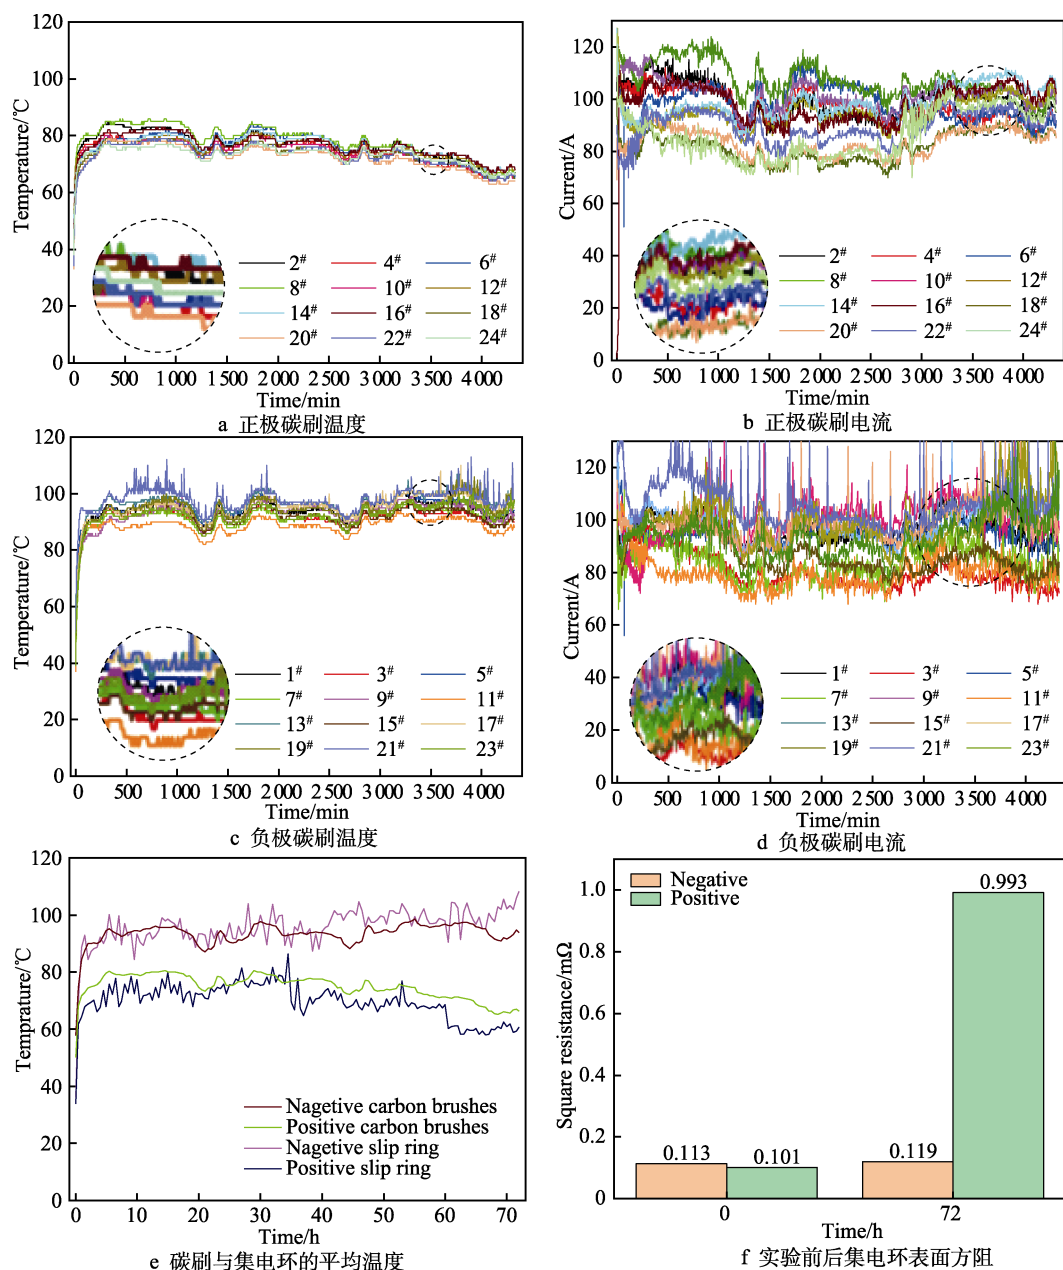 120
100
80
60
40
20
0
Temperature/℃
2# 4# 6#
8# 10# 12#
14# 16# 18#
20# 22# 24#
0 500 1 000 1 500 2 000 2 500 3 000 3 500 4 000
Time/min
a 正极碳刷温度
120
100
80
60
40
20
0
Current/A
2# 4# 6#
8# 10# 12#
14# 16# 18#
20# 22# 24#
0 500 1 000 1 500 2 000 2 500 3 000 3 500 4 000
Time/min
b 正极碳刷电流
120
100
80
60
40
20
0
Temperature/℃
1# 3# 5#
7# 9# 11#
13# 15# 17#
19# 21# 23#
0 500 1 000 1 500 2 000 2 500 3 000 3 500 4 000
Time/min
c 负极碳刷温度
120
100
80
60
40
20
0
Current/A
1# 3# 5#
7# 9# 11#
13# 15# 17#
19# 21# 23#
0 500 1 000 1 500 2 000 2 500 3 000 3 500 4 000
Time/min
d 负极碳刷电流
120
100
80
60
40
20
0
Temprature/℃
Nagetive carbon brushes
Positive carbon brushes
Nagetive slip ring
Positive slip ring
0 10 20 30 40 50 60 70
Time/h
e 碳刷与集电环的平均温度
1.0
0.8
0.6
0.4
0.2
0
Square resistance/mΩ
Negative
Positive
0.993
0.113 0.101 0.119
0 72
Time/h
f 实验前后集电环表面方阻